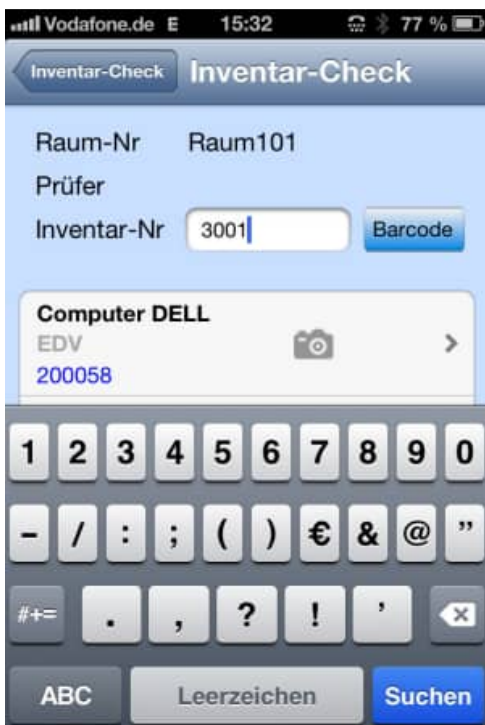 Vodafone.de E 15:32 77 %
Inventar-Check Inventar-Check
Raum-Nr Raum101
Prüfer
Inventar-Nr 3001 Barcode
Computer DELL
EDV
200058
1 2 3 4 5 6 7 8 9 0
- / : ; ( ) € & @ "
#+= . , ? ! '
ABC Leerzeichen Suchen